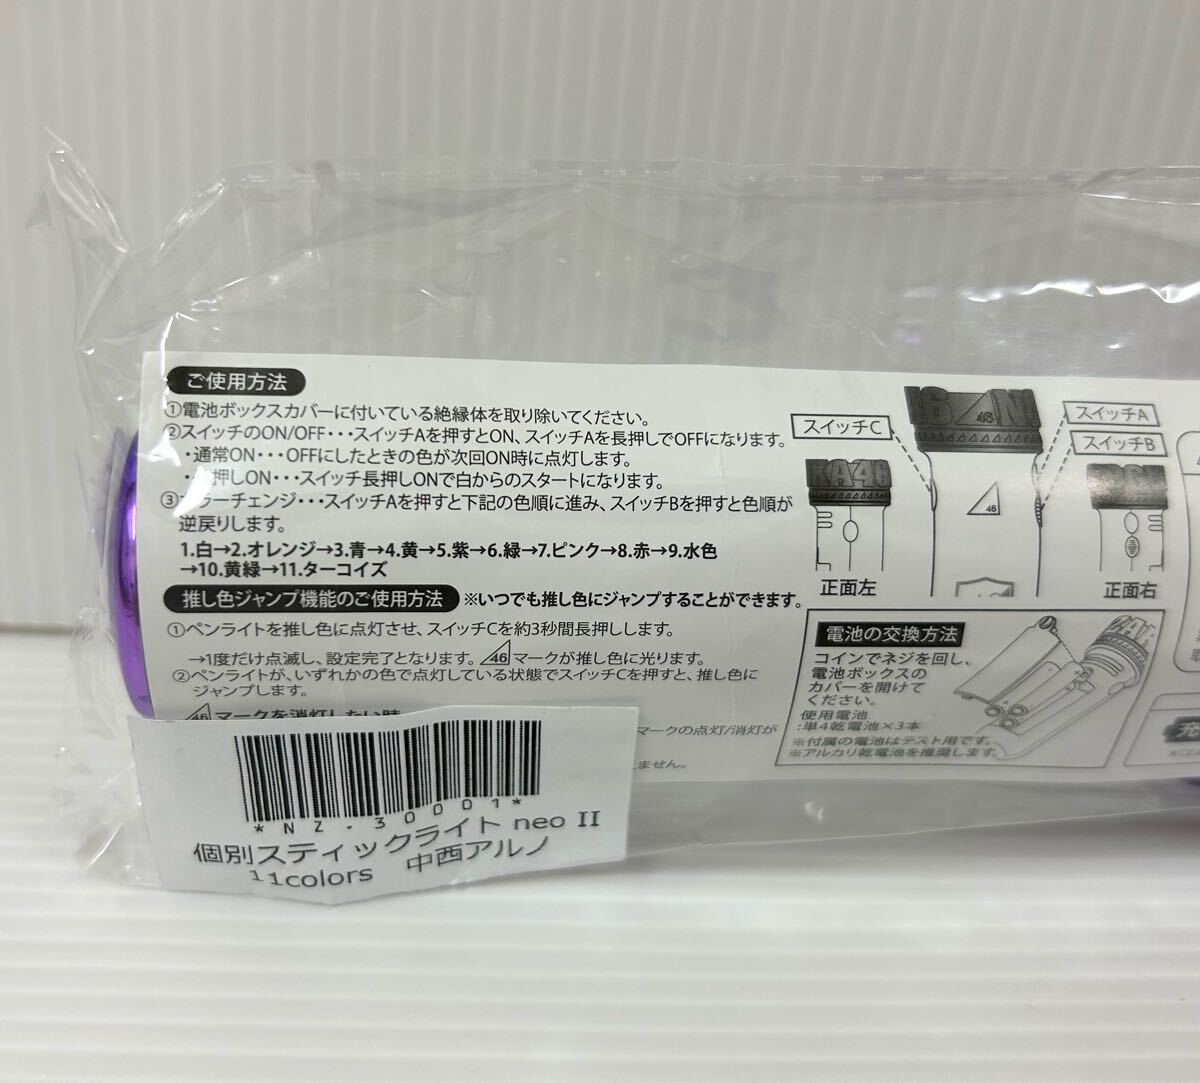 ご使用方法
①電池ボックスカバーに付いている絶縁体を取り除いてください。
②スイッチのON/OFF・・・スイッチAを押すとON、スイッチAを長押しでOFFになります。
・通常ON・・・OFFにしたときの色が次回ON時に点灯します。
押しON・・・スイッチ長押しONで白からのスタートになります。
③ラーチェンジ・・・スイッチAを押すと下記の色順に進み、スイッチBを押すと色順が
逆戻りします。
1.白→2.オレンジ→3.青→4.黄→5.紫→6.緑→7.ピンク→8.赤→9.水色
→10.黄緑→11.ターコイズ
推し色ジャンプ機能のご使用方法 ※いつでも推し色にジャンプすることができます。
①ペンライトを推し色に点灯させ、スイッチCを約3秒間長押しします。
→1度だけ点滅し、設定完了となります。46マークが推し色に光ります。
②ペンライトが、いずれかの色で点灯している状態でスイッチCを押すと、推し色に
ジャンプします。
46マークを消灯したい時
マークの点灯/消灯が
ません。
スイッチC
スイッチA
スイッチB
46
46
RA46
正面左
正面右
電池の交換方法
コインでネジを回し、
電池ボックスの
カバーを開けて
ください。
使用電池
:単4乾電池×3本
※付属の電池はテスト用です。
※アルカリ乾電池を推奨します。
*NZ-30001*
個別スティックライト neo II
11colors 中西アルノ